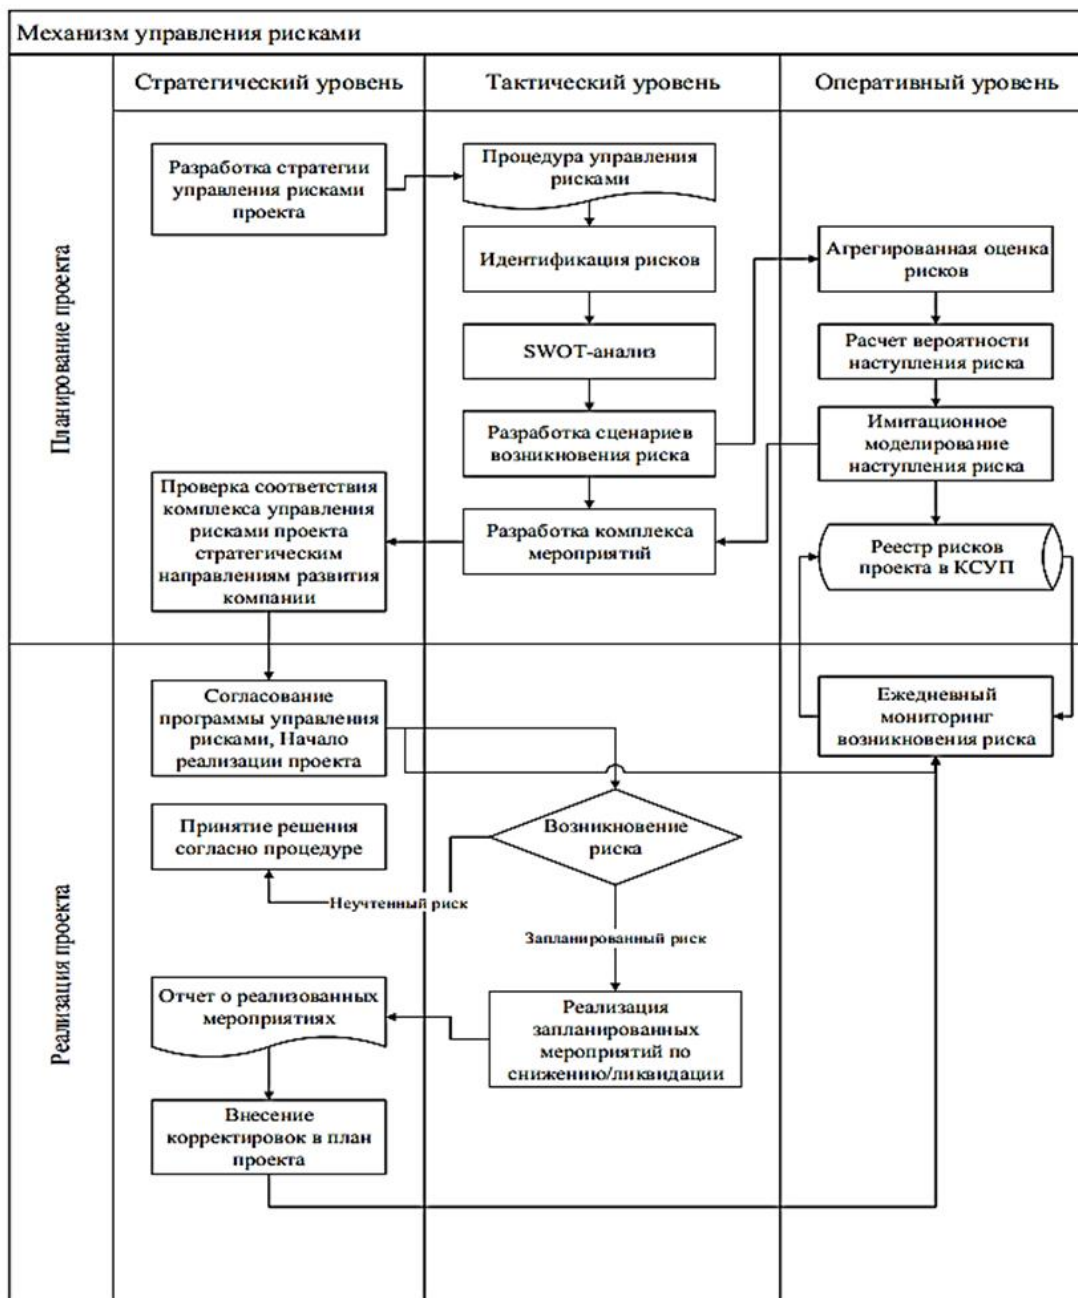 Механизм управления рисками
Стратегический уровень
Тактический уровень
Оперативный уровень
Планирование проекта
Разработка стратегии
управления рисками
проекта
Процедура управления
рисками
Идентификация рисков
SWOT-анализ
Разработка сценариев
возникновения риска
Разработка комплекса
мероприятий
Агрегированная оценка
рисков
Расчет вероятности
наступления риска
Имитационное
моделирование
наступления риска
Реестр рисков
проекта в КСУП
Проверка соответствия
комплекса управления
рисками проекта
стратегическим
направлениям развития
компании
Реализация проекта
Согласование
программы управления
рисками, Начало
реализации проекта
Ежедневный
мониторинг
возникновения риска
Возникновение
риска
Принятие решения
согласно процедуре
Неучтенный риск
Запланированный риск
Реализация
запланированных
мероприятий по
снижению/ликвидации
Отчет о реализованных
мероприятиях
Внесение
корректировок в план
проекта